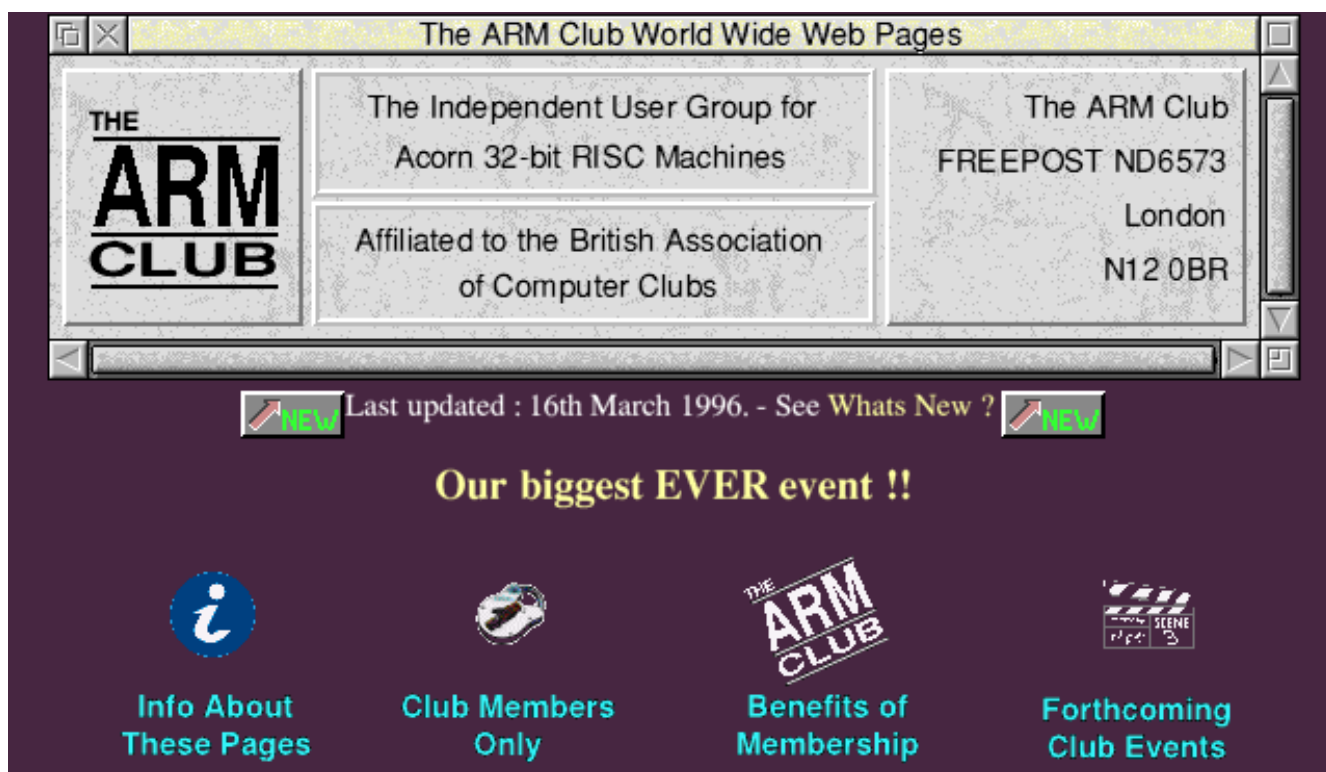 The ARM Club World Wide Web Pages
THE
ARM
CLUB
The Independent User Group for
Acorn 32-bit RISC Machines
Affiliated to the British Association
of Computer Clubs
The ARM Club
FREEPOST ND6573
London
N12 0BR
NEW Last updated : 16th March 1996. - See Whats New ? NEW
Our biggest EVER event !!
THE
ARM
CLUB
SCENE
3
Info About
These Pages
Club Members
Only
Benefits of
Membership
Forthcoming
Club Events